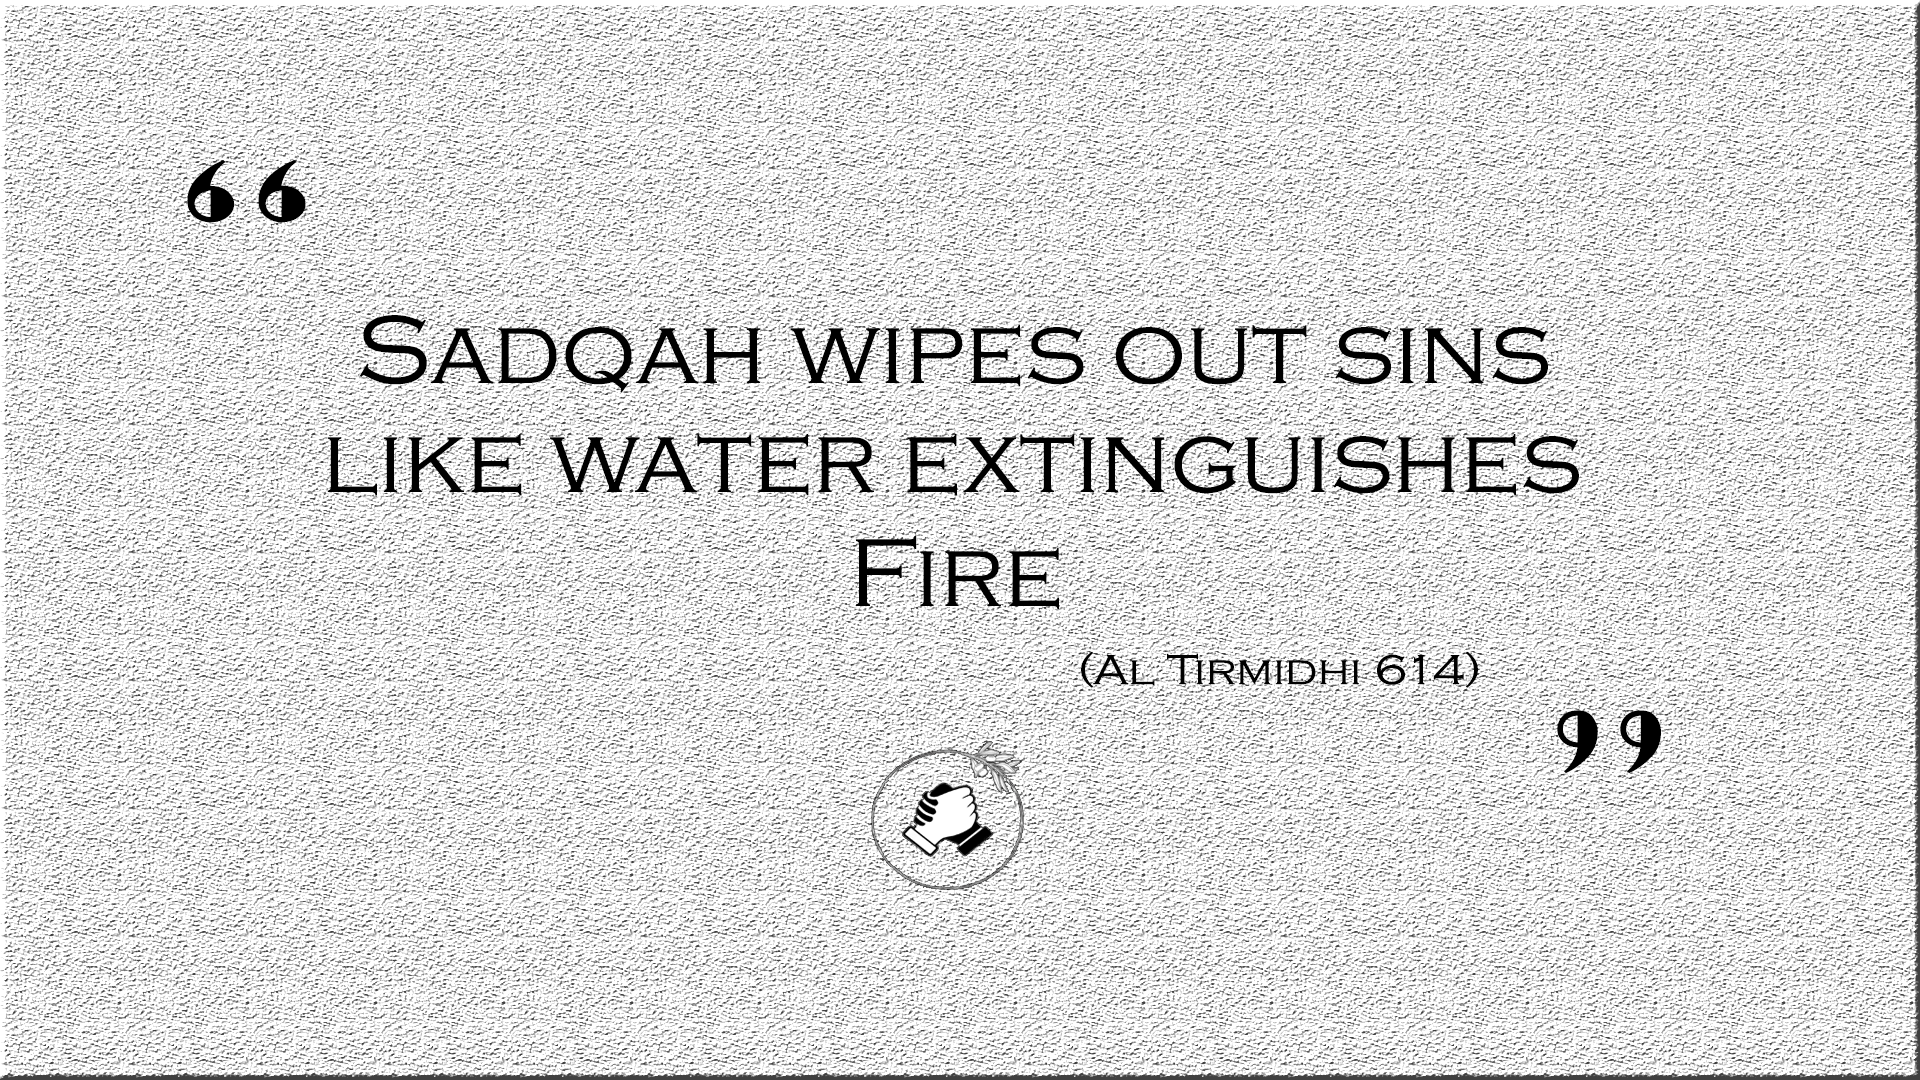 “
Sadqah wipes out sins
like water extinguishes
Fire
(Al Tirmidhi 614)
”